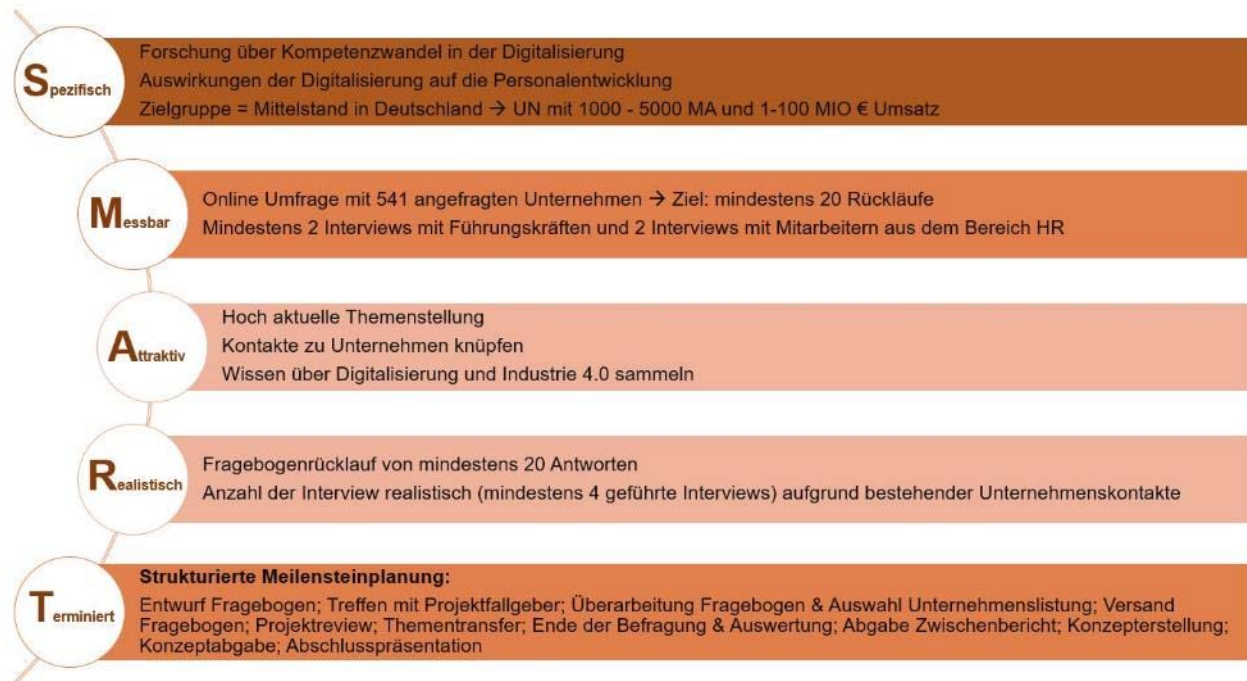 Spezifisch
Forschung über Kompetenzwandel in der Digitalisierung
Auswirkungen der Digitalisierung auf die Personalentwicklung
Zielgruppe = Mittelstand in Deutschland → UN mit 1000 - 5000 MA und 1-100 MIO € Umsatz
Messbar
Online Umfrage mit 541 angefragten Unternehmen → Ziel: mindestens 20 Rückläufe
Mindestens 2 Interviews mit Führungskräften und 2 Interviews mit Mitarbeitern aus dem Bereich HR
Attraktiv
Hoch aktuelle Themenstellung
Kontakte zu Unternehmen knüpfen
Wissen über Digitalisierung und Industrie 4.0 sammeln
Realistisch
Fragebogenrücklauf von mindestens 20 Antworten
Anzahl der Interview realistisch (mindestens 4 geführte Interviews) aufgrund bestehender Unternehmenskontakte
Terminiert
Strukturierte Meilensteinplanung:
Entwurf Fragebogen; Treffen mit Projektfallgeber; Überarbeitung Fragebogen & Auswahl Unternehmenslistung; Versand
Fragebogen; Projektreview; Thementransfer; Ende der Befragung & Auswertung; Abgabe Zwischenbericht; Konzepterstellung;
Konzeptabgabe; Abschlusspräsentation